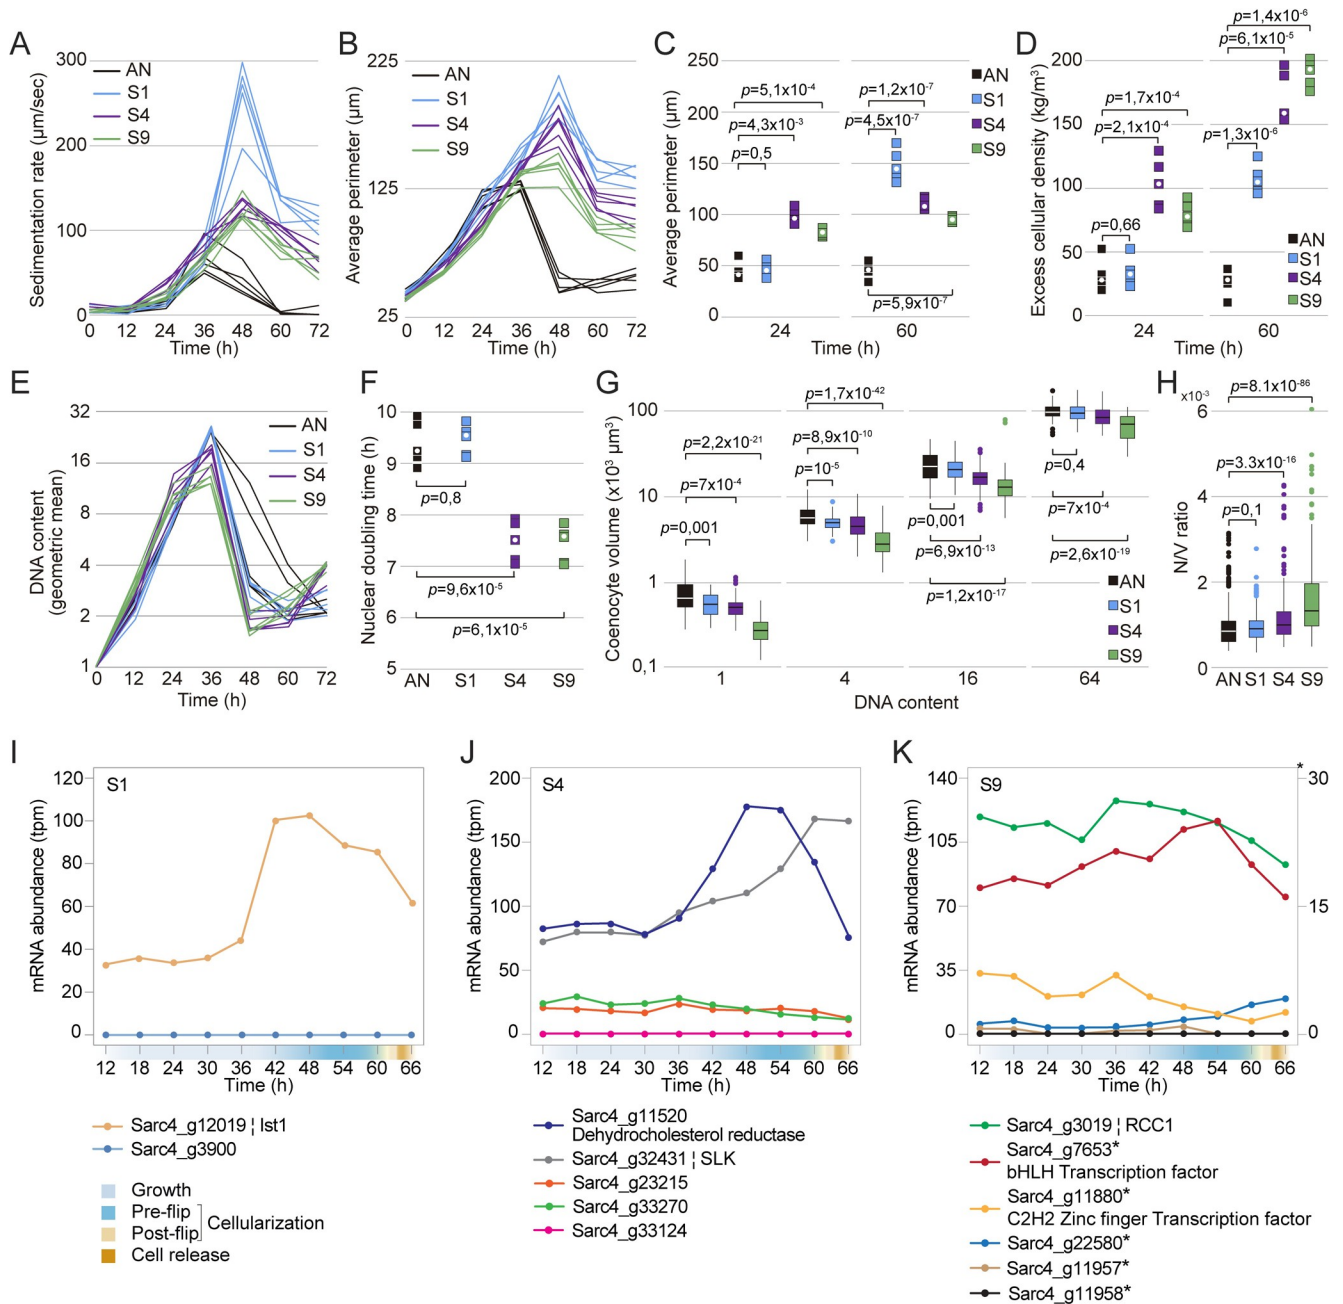 A
Sedimentation rate (µm/sec)
300
200
100
0
AN
S1
S4
S9
0 12 24 36 48 60 72
Time (h)
B
Average perimeter (µm)
225
125
25
AN
S1
S4
S9
0 12 24 36 48 60 72
Time (h)
C
Average perimeter (µm)
250
200
150
100
50
0
AN
S1
S4
S9
p=5,1x10-4
p=4,3x10-3
p=0,5
p=1,2x10-7
p=4,5x10-7
p=5,9x10-7
24 60
Time (h)
D
Excess cellular density (kg/m³)
200
150
100
50
0
p=1,4x10-6
p=6,1x10-5
p=1,7x10-4
p=2,1x10-4
p=1,3x10-6
p=0,66
AN
S1
S4
S9
24 60
Time (h)
E
DNA content
(geometric mean)
32
16
8
4
2
1
AN
S1
S4
S9
0 12 24 36 48 60 72
Time (h)
F
Nuclear doubling time (h)
10
9
8
7
6
5
p=0,8
p=9,6x10-5
p=6,1x10-5
AN S1 S4 S9
G
Coenocyte volume (x10³ µm³)
100
10
1
0,1
p=2,2x10-21
p=7x10-4
p=0,001
p=1,7x10-42
p=8,9x10-10
p=10-5
p=0,001
p=6,9x10-13
p=1,2x10-17
p=0,4
p=7x10-4
p=2,6x10-19
AN
S1
S4
S9
1 4 16 64
DNA content
H
x10-3
N/V ratio
6
4
2
0
p=8.1x10-86
p=3.3x10-16
p=0,1
AN S1 S4 S9
I
S1
mRNA abundance (tpm)
120
100
80
60
40
20
0
12 18 24 30 36 42 48 54 60 66
Time (h)
Sarc4_g12019 ¦ Ist1
Sarc4_g3900
Growth
Pre-flip
Post-flip
Cellularization
Cell release
J
S4
mRNA abundance (tpm)
200
150
100
50
0
12 18 24 30 36 42 48 54 60 66
Time (h)
Sarc4_g11520
Dehydrocholesterol reductase
Sarc4_g32431 ¦ SLK
Sarc4_g23215
Sarc4_g33270
Sarc4_g33124
K
S9
mRNA abundance (tpm)
140
105
70
35
0
*
30
15
0
12 18 24 30 36 42 48 54 60 66
Time (h)
Sarc4_g3019 ¦ RCC1
Sarc4_g7653*
bHLH Transcription factor
Sarc4_g11880*
C2H2 Zinc finger Transcription factor
Sarc4_g22580*
Sarc4_g11957*
Sarc4_g11958*